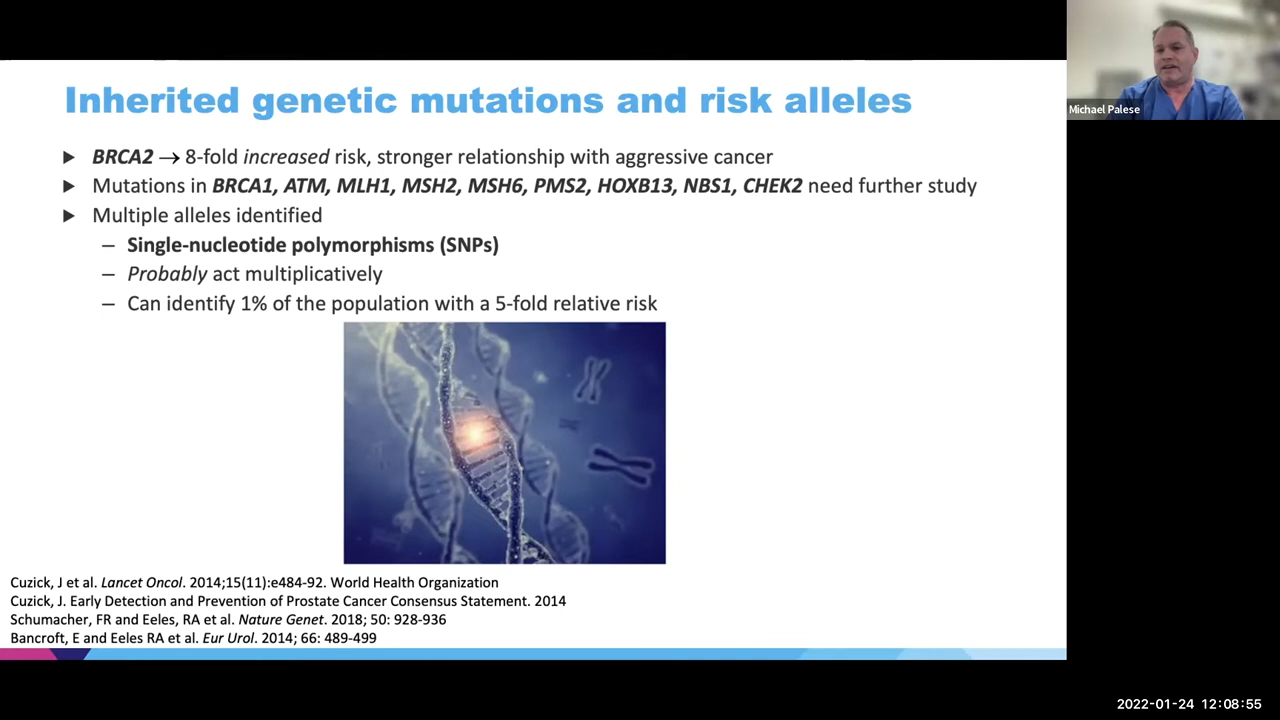 Inherited genetic mutations and risk alleles
Michael Palese
▶ BRCA2 → 8-fold increased risk, stronger relationship with aggressive cancer
▶ Mutations in BRCA1, ATM, MLH1, MSH2, MSH6, PMS2, HOXB13, NBS1, CHEK2 need further study
▶ Multiple alleles identified
– Single-nucleotide polymorphisms (SNPs)
– Probably act multiplicatively
– Can identify 1% of the population with a 5-fold relative risk
Cuzick, J et al. Lancet Oncol. 2014;15(11):e484-92. World Health Organization
Cuzick, J. Early Detection and Prevention of Prostate Cancer Consensus Statement. 2014
Schumacher, FR and Eeles, RA et al. Nature Genet. 2018; 50: 928-936
Bancroft, E and Eeles RA et al. Eur Urol. 2014; 66: 489-499
2022-01-24 12:08:55